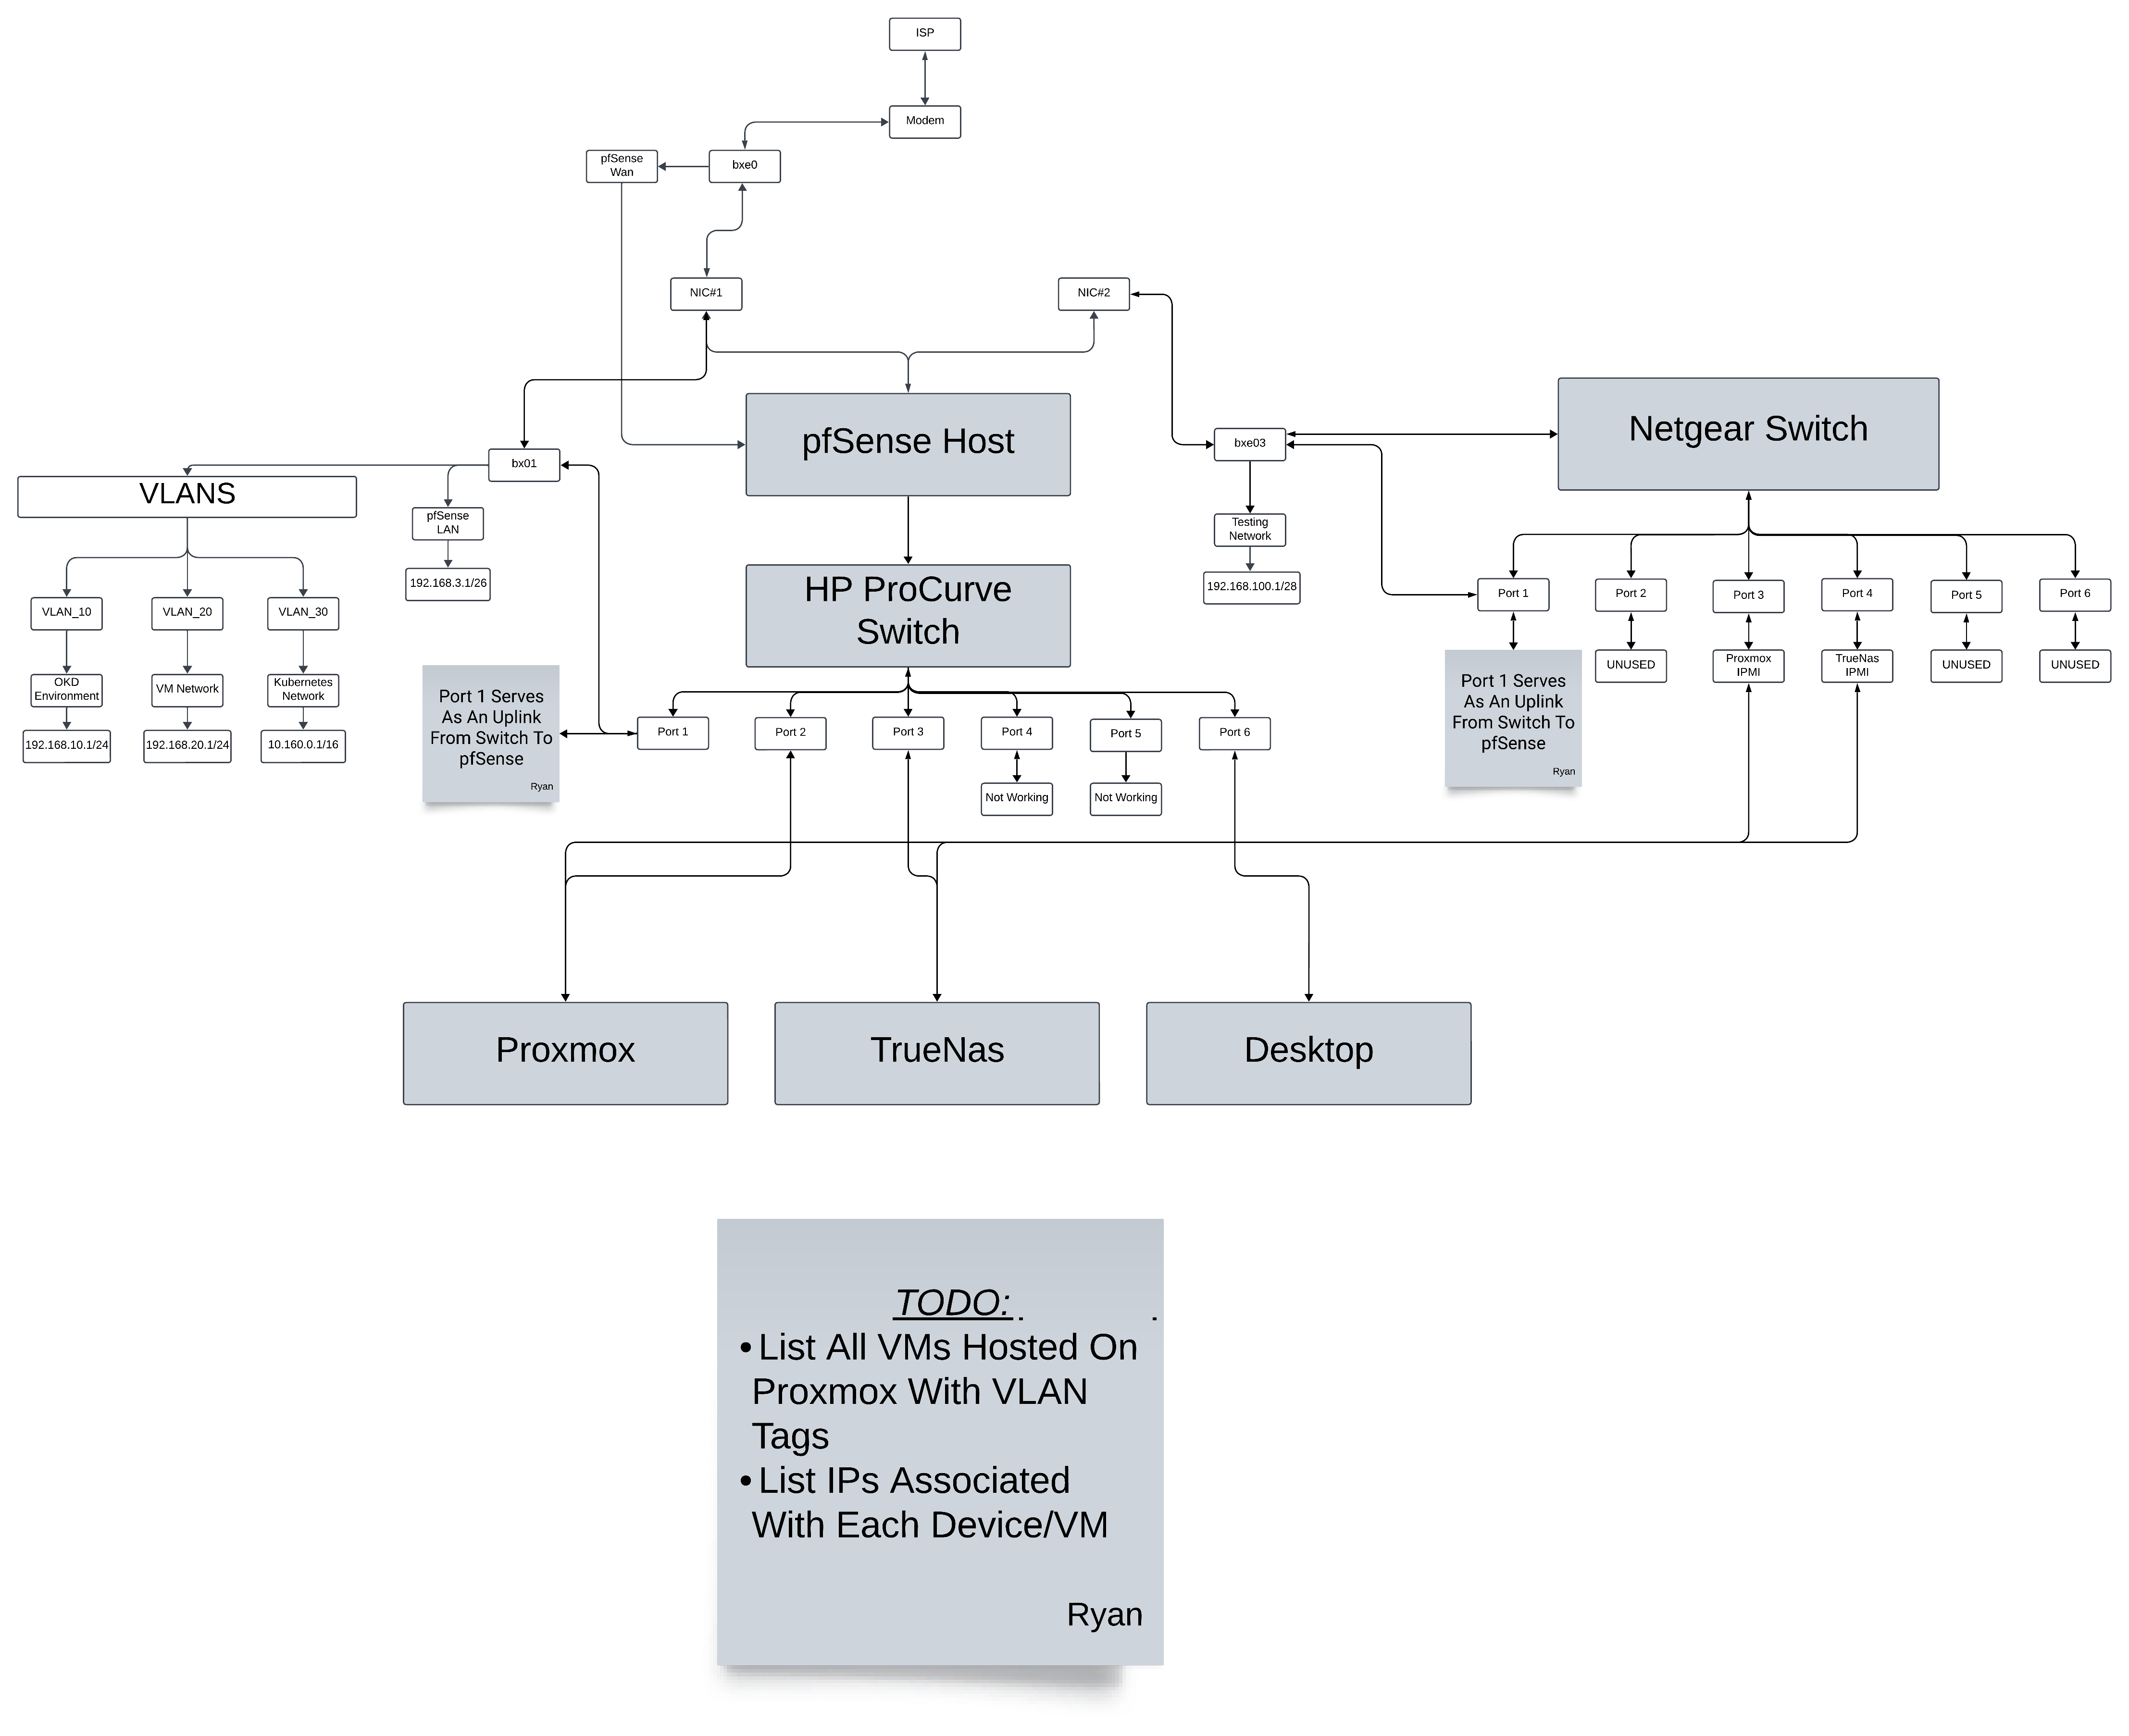 ISP
Modem
pfSense
Wan
bxe0
NIC#1
NIC#2
pfSense Host
Netgear Switch
bxe03
bx01
VLANS
pfSense
LAN
Testing
Network
192.168.3.1/26
192.168.100.1/28
HP ProCurve
Switch
VLAN_10
VLAN_20
VLAN_30
Port 1
Port 2
Port 3
Port 4
Port 5
Port 6
OKD
Environment
VM Network
Kubernetes
Network
192.168.10.1/24
192.168.20.1/24
10.160.0.1/16
Port 1 Serves
As An Uplink
From Switch To
pfSense
Ryan
Port 1
Port 2
Port 3
Port 4
Port 5
Port 6
Not Working
Not Working
Port 1 Serves
As An Uplink
From Switch To
pfSense
Ryan
UNUSED
Proxmox
IPMI
TrueNas
IPMI
UNUSED
UNUSED
Proxmox
TrueNas
Desktop
TODO:
• List All VMs Hosted On
Proxmox With VLAN
Tags
• List IPs Associated
With Each Device/VM
Ryan